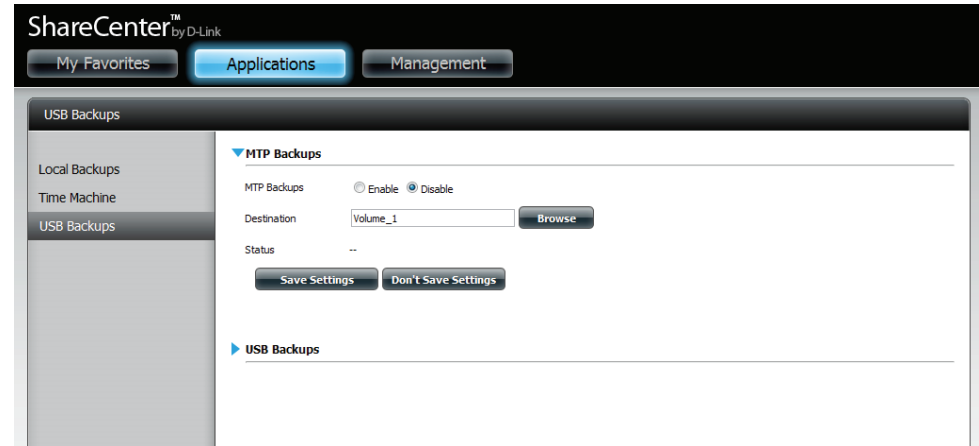 ShareCenter™ by D-Link
My Favorites Applications Management
USB Backups
Local Backups
Time Machine
USB Backups
MTP Backups
MTP Backups Enable Disable
Destination Volume_1 Browse
Status --
Save Settings Don't Save Settings
USB Backups